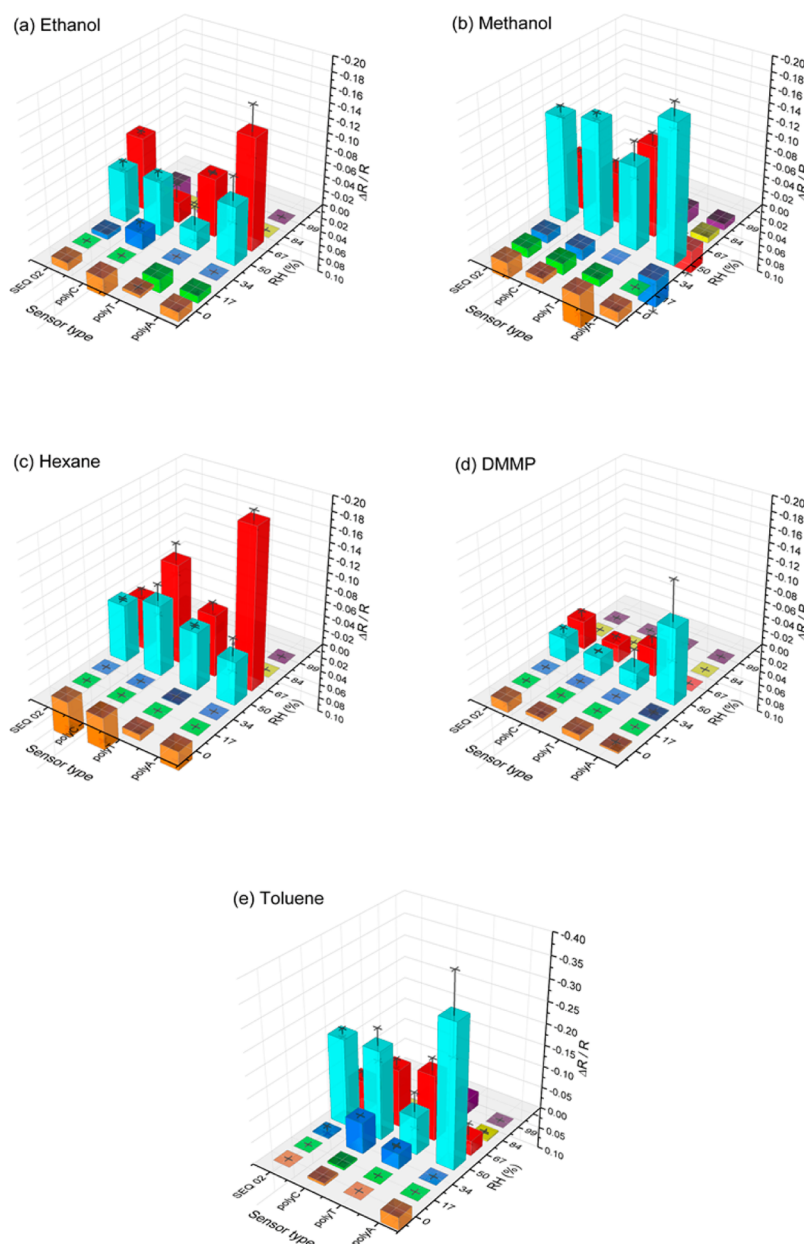 (a) Ethanol
-0.20
-0.18
-0.16
-0.14
-0.12
-0.10
-0.08
-0.06
-0.04
-0.02
0.00
0.02
0.04
0.06
0.08
0.10
ΔR / R
99
84
67
50
34
17
0
RH (%)
SEQ 02
polyC
polyT
polyA
Sensor type
(b) Methanol
-0.20
-0.18
-0.16
-0.14
-0.12
-0.10
-0.08
-0.06
-0.04
-0.02
0.00
0.02
0.04
0.06
0.08
0.10
ΔR / R
99
84
67
50
34
17
0
RH (%)
SEQ 02
polyC
polyT
polyA
Sensor type
(c) Hexane
-0.20
-0.18
-0.16
-0.14
-0.12
-0.10
-0.08
-0.06
-0.04
-0.02
0.00
0.02
0.04
0.06
0.08
0.10
ΔR / R
99
84
67
50
34
17
0
RH (%)
SEQ 02
polyC
polyT
polyA
Sensor type
(d) DMMP
-0.20
-0.18
-0.16
-0.14
-0.12
-0.10
-0.08
-0.06
-0.04
-0.02
0.00
0.02
0.04
0.06
0.08
0.10
ΔR / R
99
84
67
50
34
17
0
RH (%)
SEQ 02
polyC
polyT
polyA
Sensor type
(e) Toluene
-0.40
-0.35
-0.30
-0.25
-0.20
-0.15
-0.10
-0.05
0.00
0.05
0.10
ΔR / R
99
84
67
50
34
17
0
RH (%)
SEQ 02
polyC
polyT
polyA
Sensor type